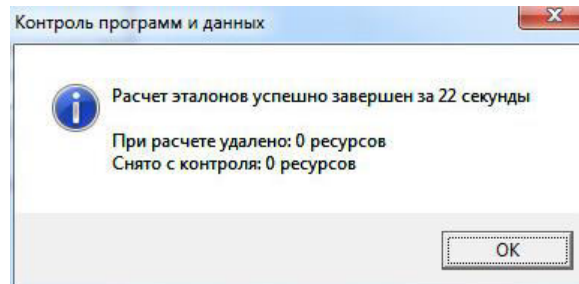 Контроль программ и данных
Расчет эталонов успешно завершен за 22 секунды
При расчете удалено: 0 ресурсов
Снято с контроля: 0 ресурсов
OK